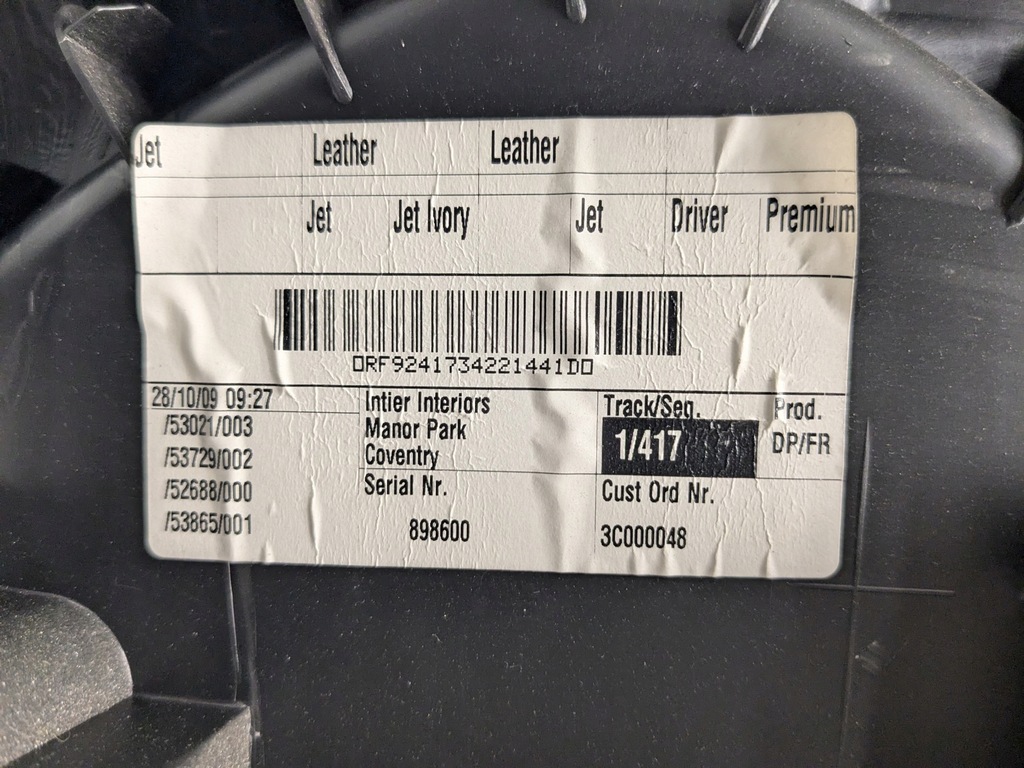 Jet Leather Leather
Jet Jet Ivory Jet Driver Premium
0RF9241734221441D0
28/10/09 09:27
/53021/003
/53729/002
/52688/000
/53865/001
Intier Interiors
Manor Park
Coventry
Serial Nr.
898600
Track/Seq. Prod.
1/417 DP/FR
Cust Ord Nr.
3C000048